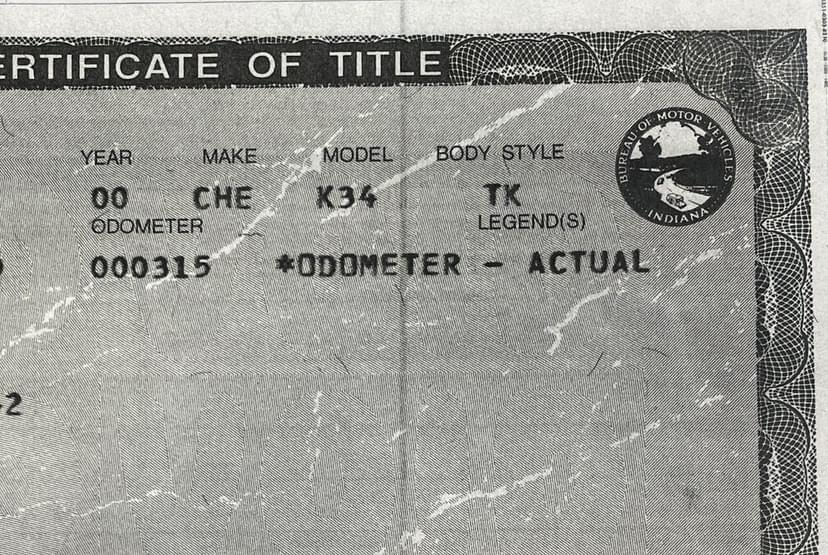 ERTIFICATE OF TITLE
YEAR MAKE MODEL BODY STYLE
00 CHE K34 TK
ODOMETER LEGEND(S)
000315 *ODOMETER - ACTUAL
-2
BUREAU OF MOTOR VEHICLES
INDIANA